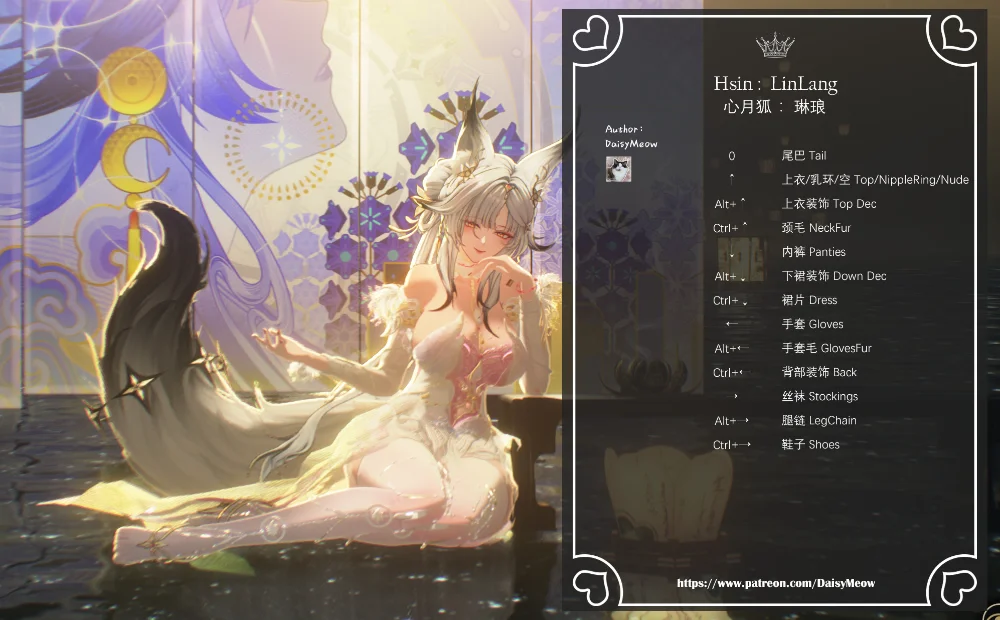 Hsin : LinLang
心月狐 : 琳琅
Author :
DaisyMeow
0 尾巴 Tail
↑ 上衣/乳环/空 Top/NippleRing/Nude
Alt+ ↑ 上衣装饰 Top Dec
Ctrl+ ↑ 颈毛 NeckFur
↓ 内裤 Panties
Alt+ ↓ 下裙装饰 Down Dec
Ctrl+ ↓ 裙片 Dress
← 手套 Gloves
Alt+← 手套毛 GlovesFur
Ctrl+← 背部装饰 Back
→ 丝袜 Stockings
Alt+→ 腿链 LegChain
Ctrl+→ 鞋子 Shoes
https://www.patreon.com/DaisyMeow